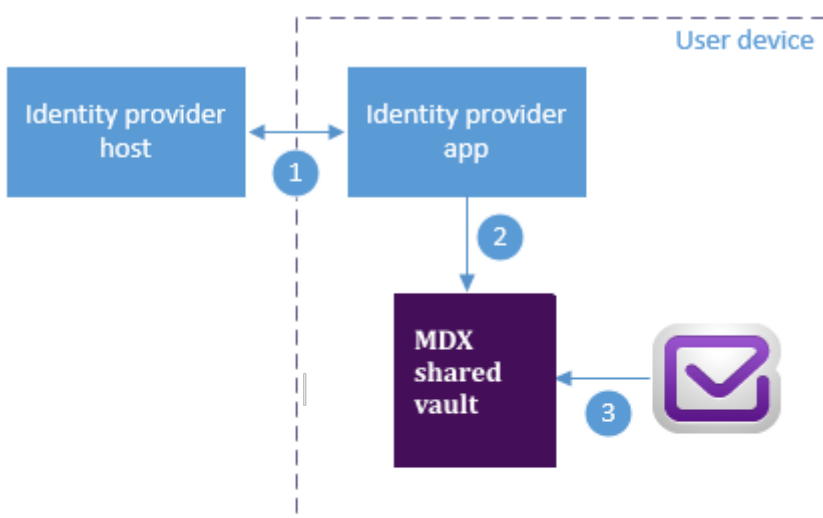 User device
Identity provider
host
Identity provider
app
1
2
MDX
shared
vault
3